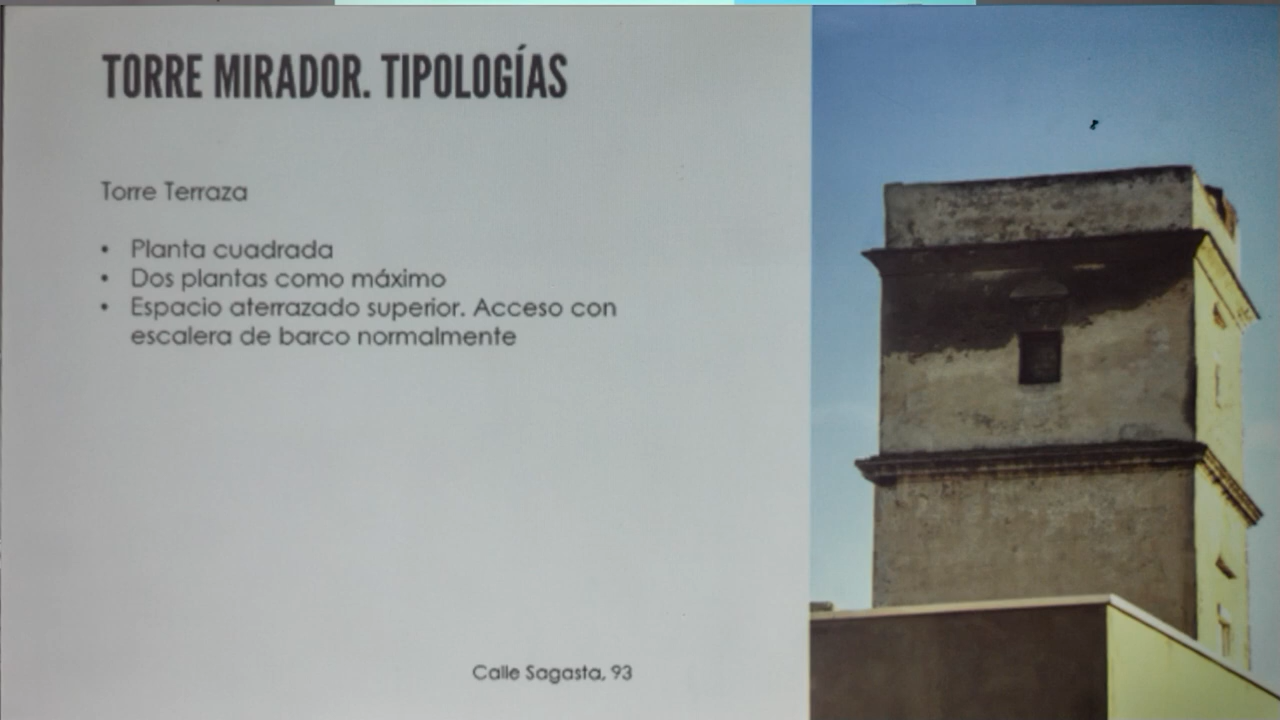 TORRE MIRADOR. TIPOLOGÍAS
Torre Terraza
• Planta cuadrada
• Dos plantas como máximo
• Espacio aterrazado superior. Acceso con
escalera de barco normalmente
Calle Sagasta, 93